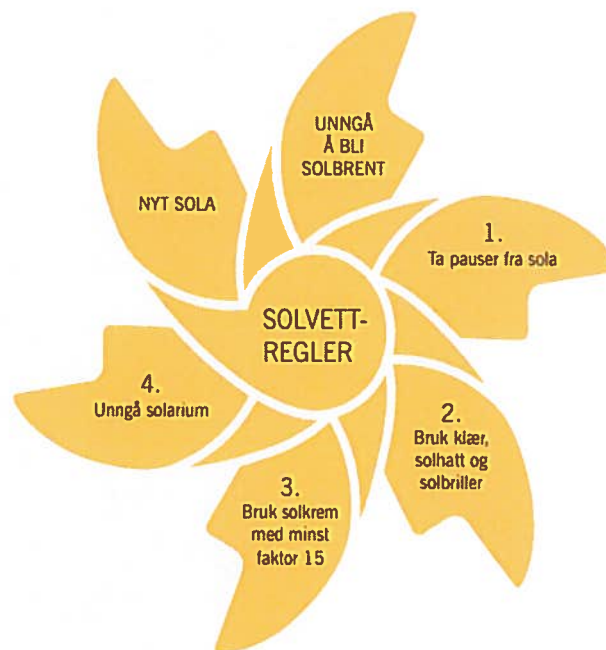 SOLVETT-
REGLER
NYT SOLA
UNNGÅ
Å BLI
SOLBRENT
1.
Ta pauser fra sola
2.
Bruk klær,
solhatt og
solbriller
3.
Bruk solkrem
med minst
faktor 15
4.
Unngå solarium